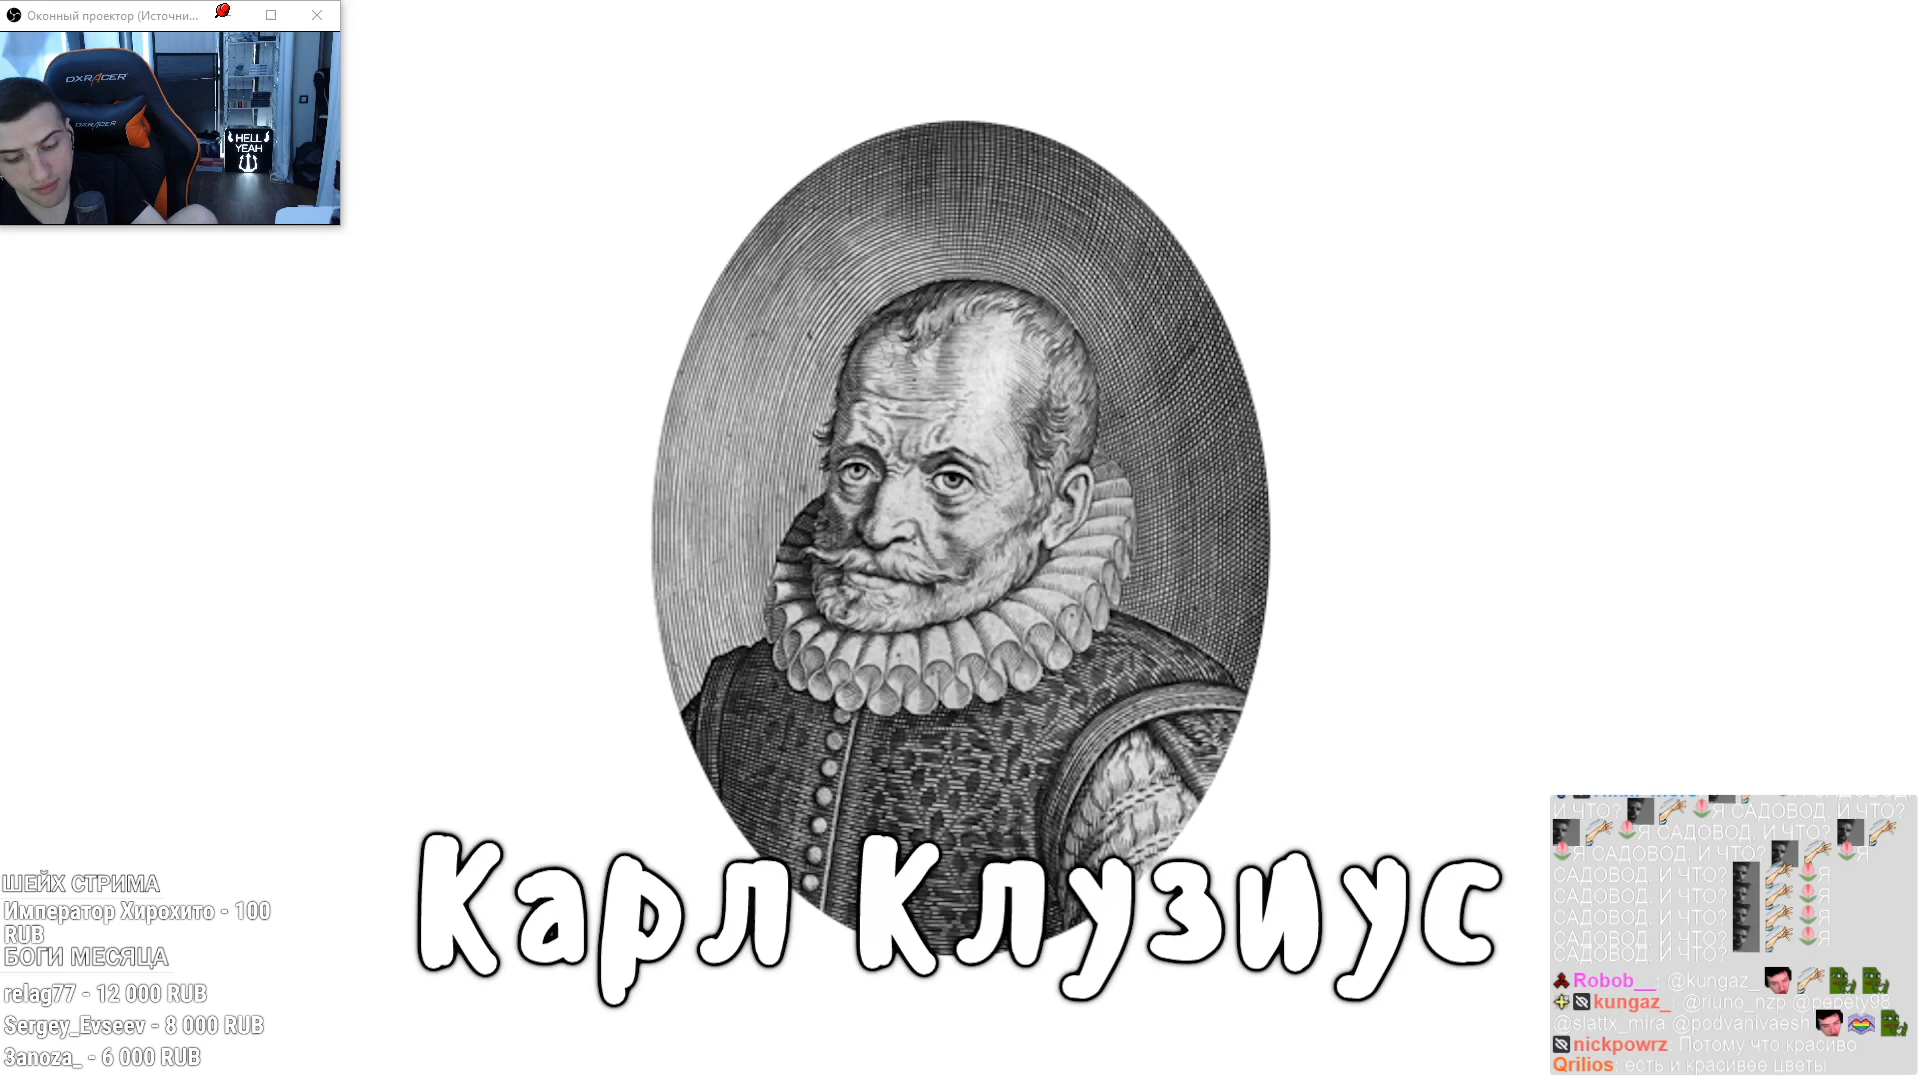 Оконный проектор (Источни...
DXRACER
DXRACER
HELL
YEAH
Карл Клузиус
ШЕЙХ СТРИМА
Император Хирохито - 100
RUB
БОГИ МЕСЯЦА
relag77 - 12 000 RUB
Sergey_Evseev - 8 000 RUB
3anoza_ - 6 000 RUB
И ЧТО? Я САДОВОД. И ЧТО?
Я САДОВОД. И ЧТО?
Я САДОВОД. И ЧТО? Я
САДОВОД. И ЧТО? Я
САДОВОД. И ЧТО? Я
САДОВОД. И ЧТО? Я
САДОВОД. И ЧТО? Я
САДОВОД. И ЧТО?
Robob__: @kungaz_
kungaz_: @riuno_nzp @pepety98
@slattx_mira @podvanivaesh
nickpowrz: Потому что красиво
Qrilios: есть и красивее цветы